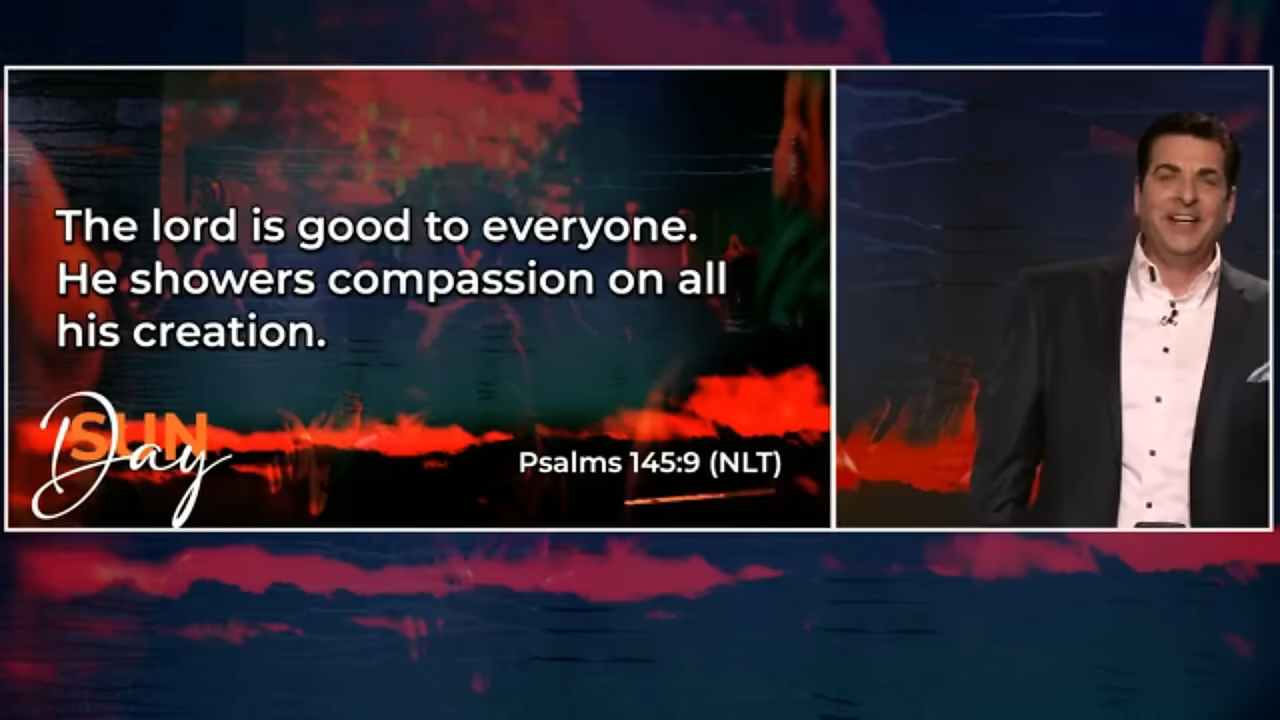 The lord is good to everyone.
He showers compassion on all
his creation.
SUN
Day
Psalms 145:9 (NLT)